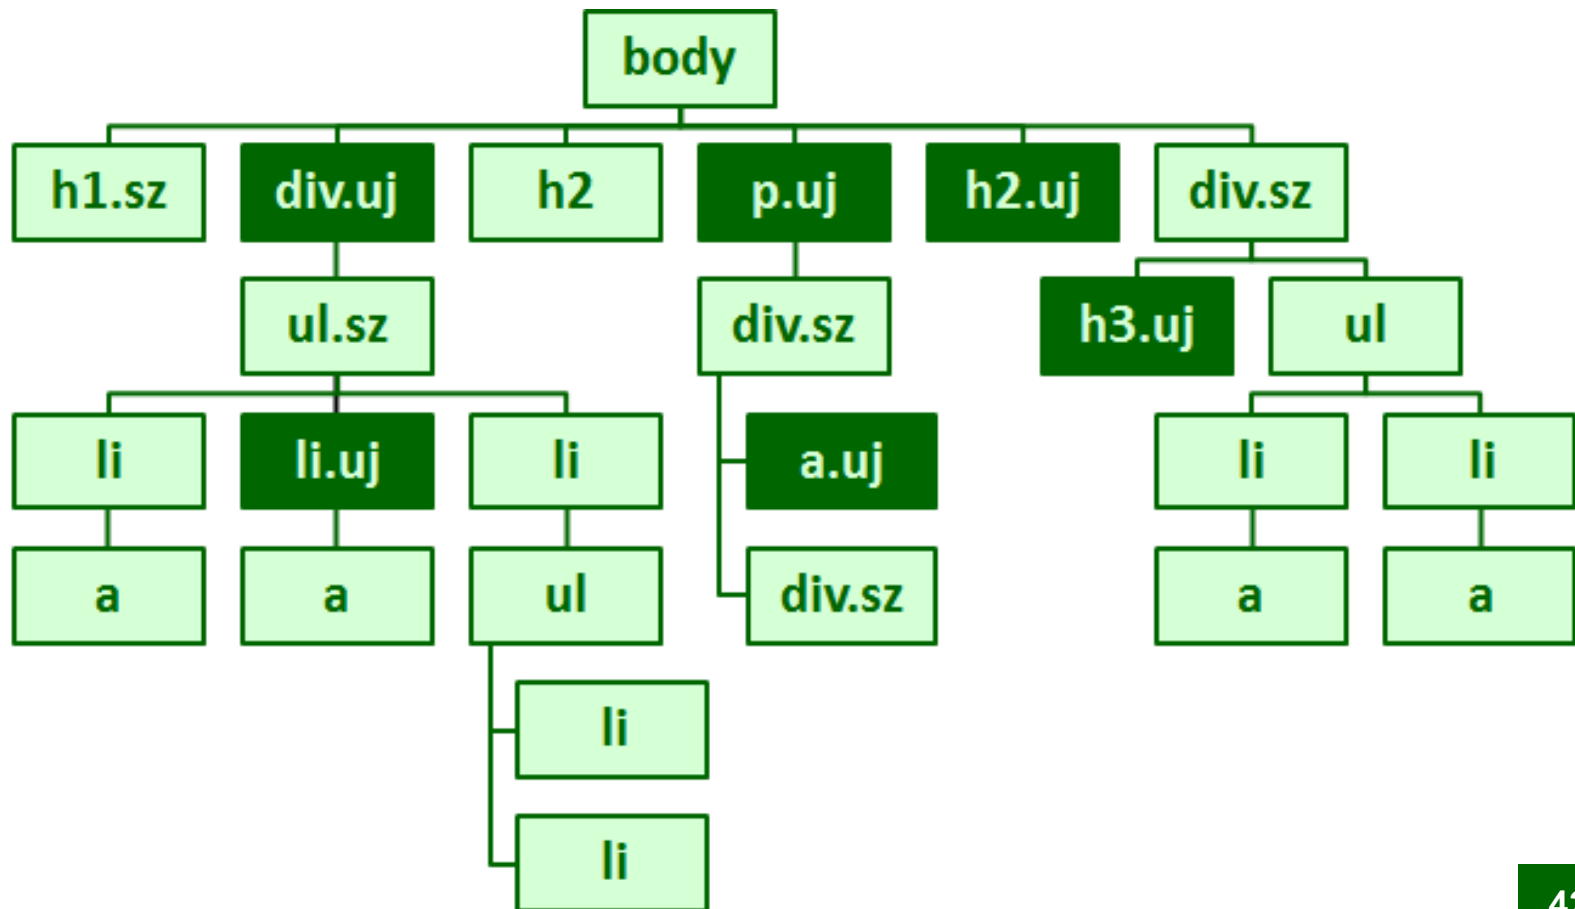 body
h1.sz div.uj h2 p.uj h2.uj div.sz
ul.sz div.sz h3.uj ul
li li.uj li a.uj li li
a a ul div.sz a a
li
li